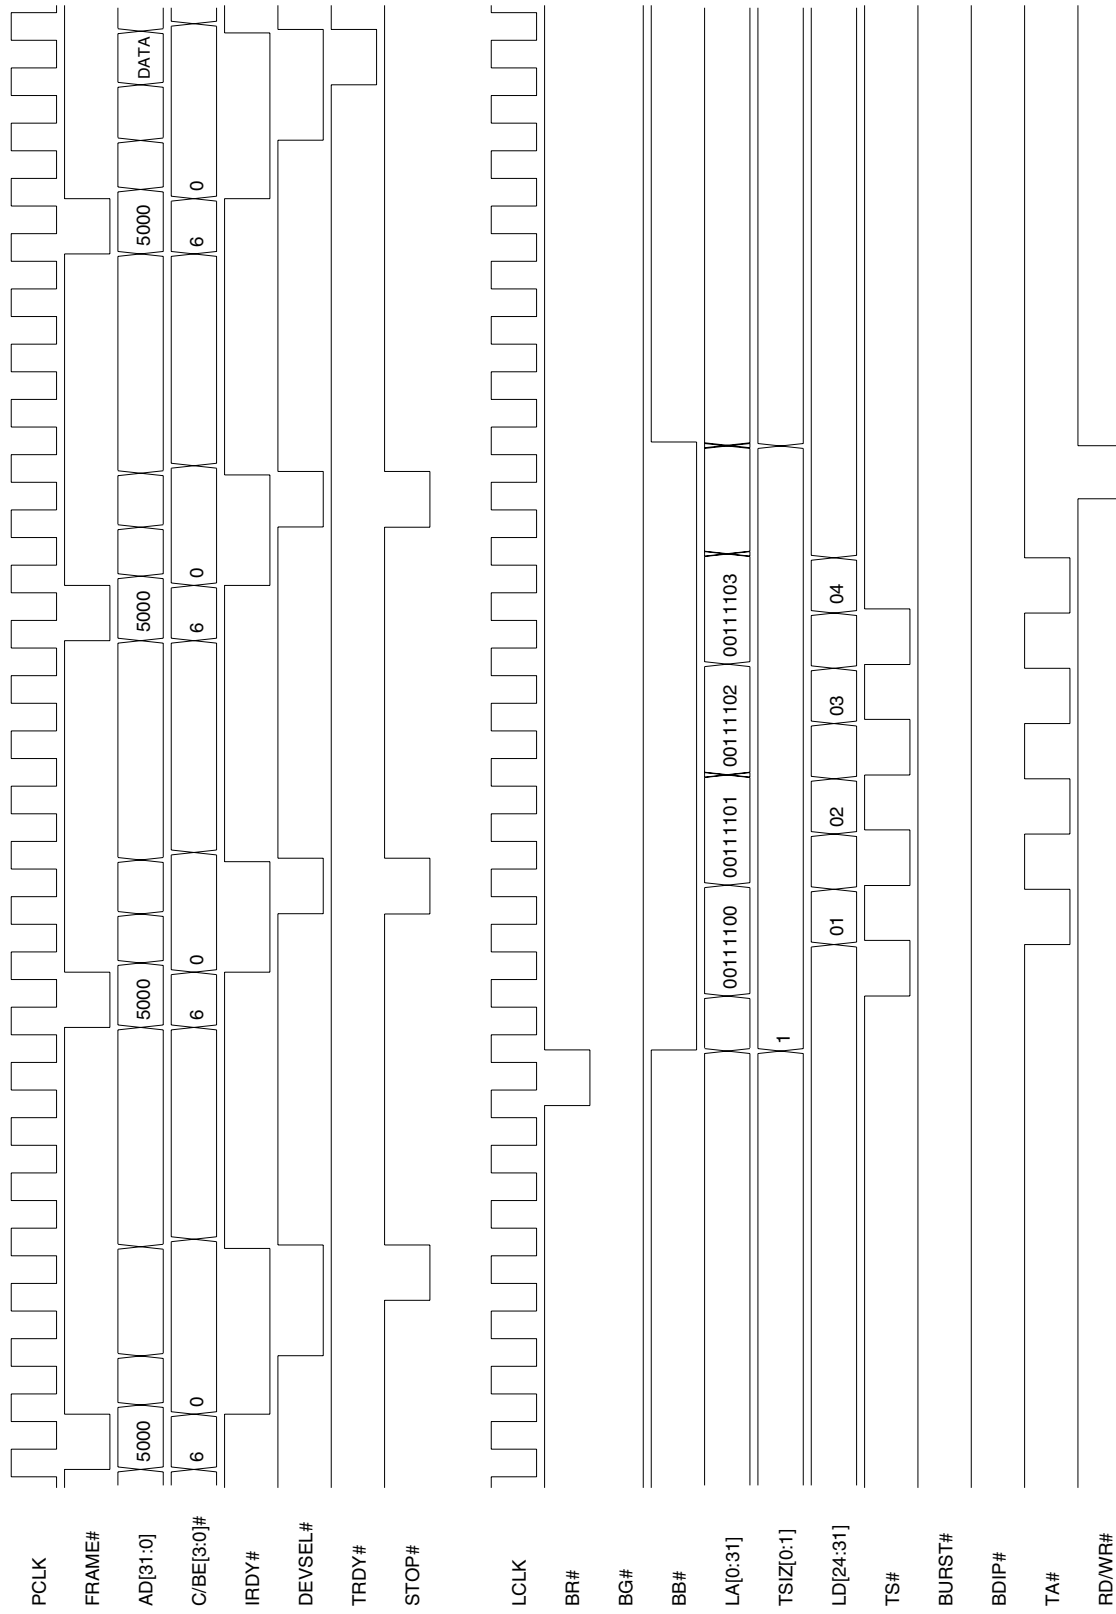 PCLK
FRAME#
AD[31:0] 5000 5000 5000 5000 DATA
C/BE[3:0]# 6 0 6 0 6 0 6 0
IRDY#
DEVSEL#
TRDY#
STOP#
LCLK
BR#
BG#
BB#
LA[0:31] 00111100 00111101 00111102 00111103
TSIZ[0:1] 1
LD[24:31] 01 02 03 04
TS#
BURST#
BDIP#
TA#
RD/WR#